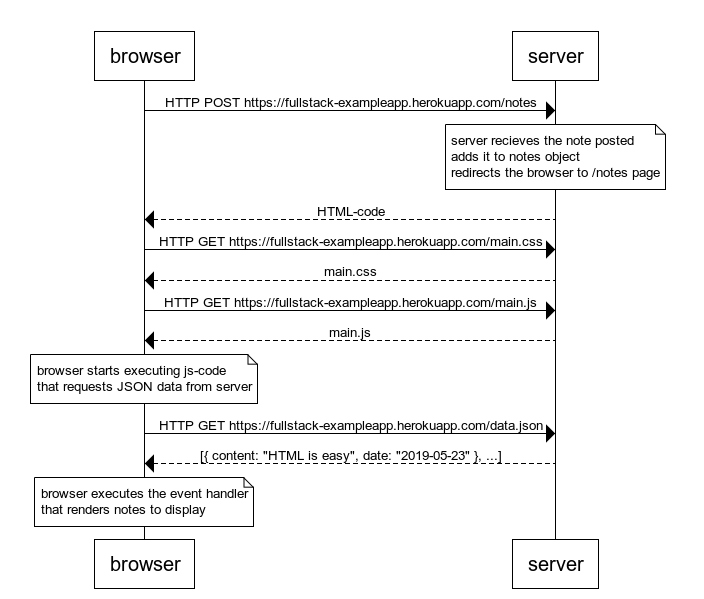 browser
server
HTTP POST https://fullstack-exampleapp.herokuapp.com/notes
server recieves the note posted
adds it to notes object
redirects the browser to /notes page
HTML-code
HTTP GET https://fullstack-exampleapp.herokuapp.com/main.css
main.css
HTTP GET https://fullstack-exampleapp.herokuapp.com/main.js
main.js
browser starts executing js-code
that requests JSON data from server
HTTP GET https://fullstack-exampleapp.herokuapp.com/data.json
[{ content: "HTML is easy", date: "2019-05-23" }, ...]
browser executes the event handler
that renders notes to display
browser
server